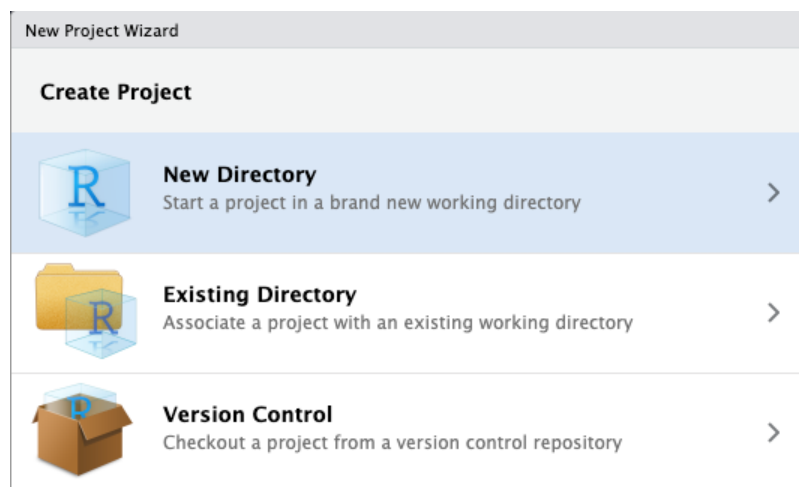 New Project Wizard
Create Project
R
New Directory
Start a project in a brand new working directory
R
Existing Directory
Associate a project with an existing working directory
R
Version Control
Checkout a project from a version control repository